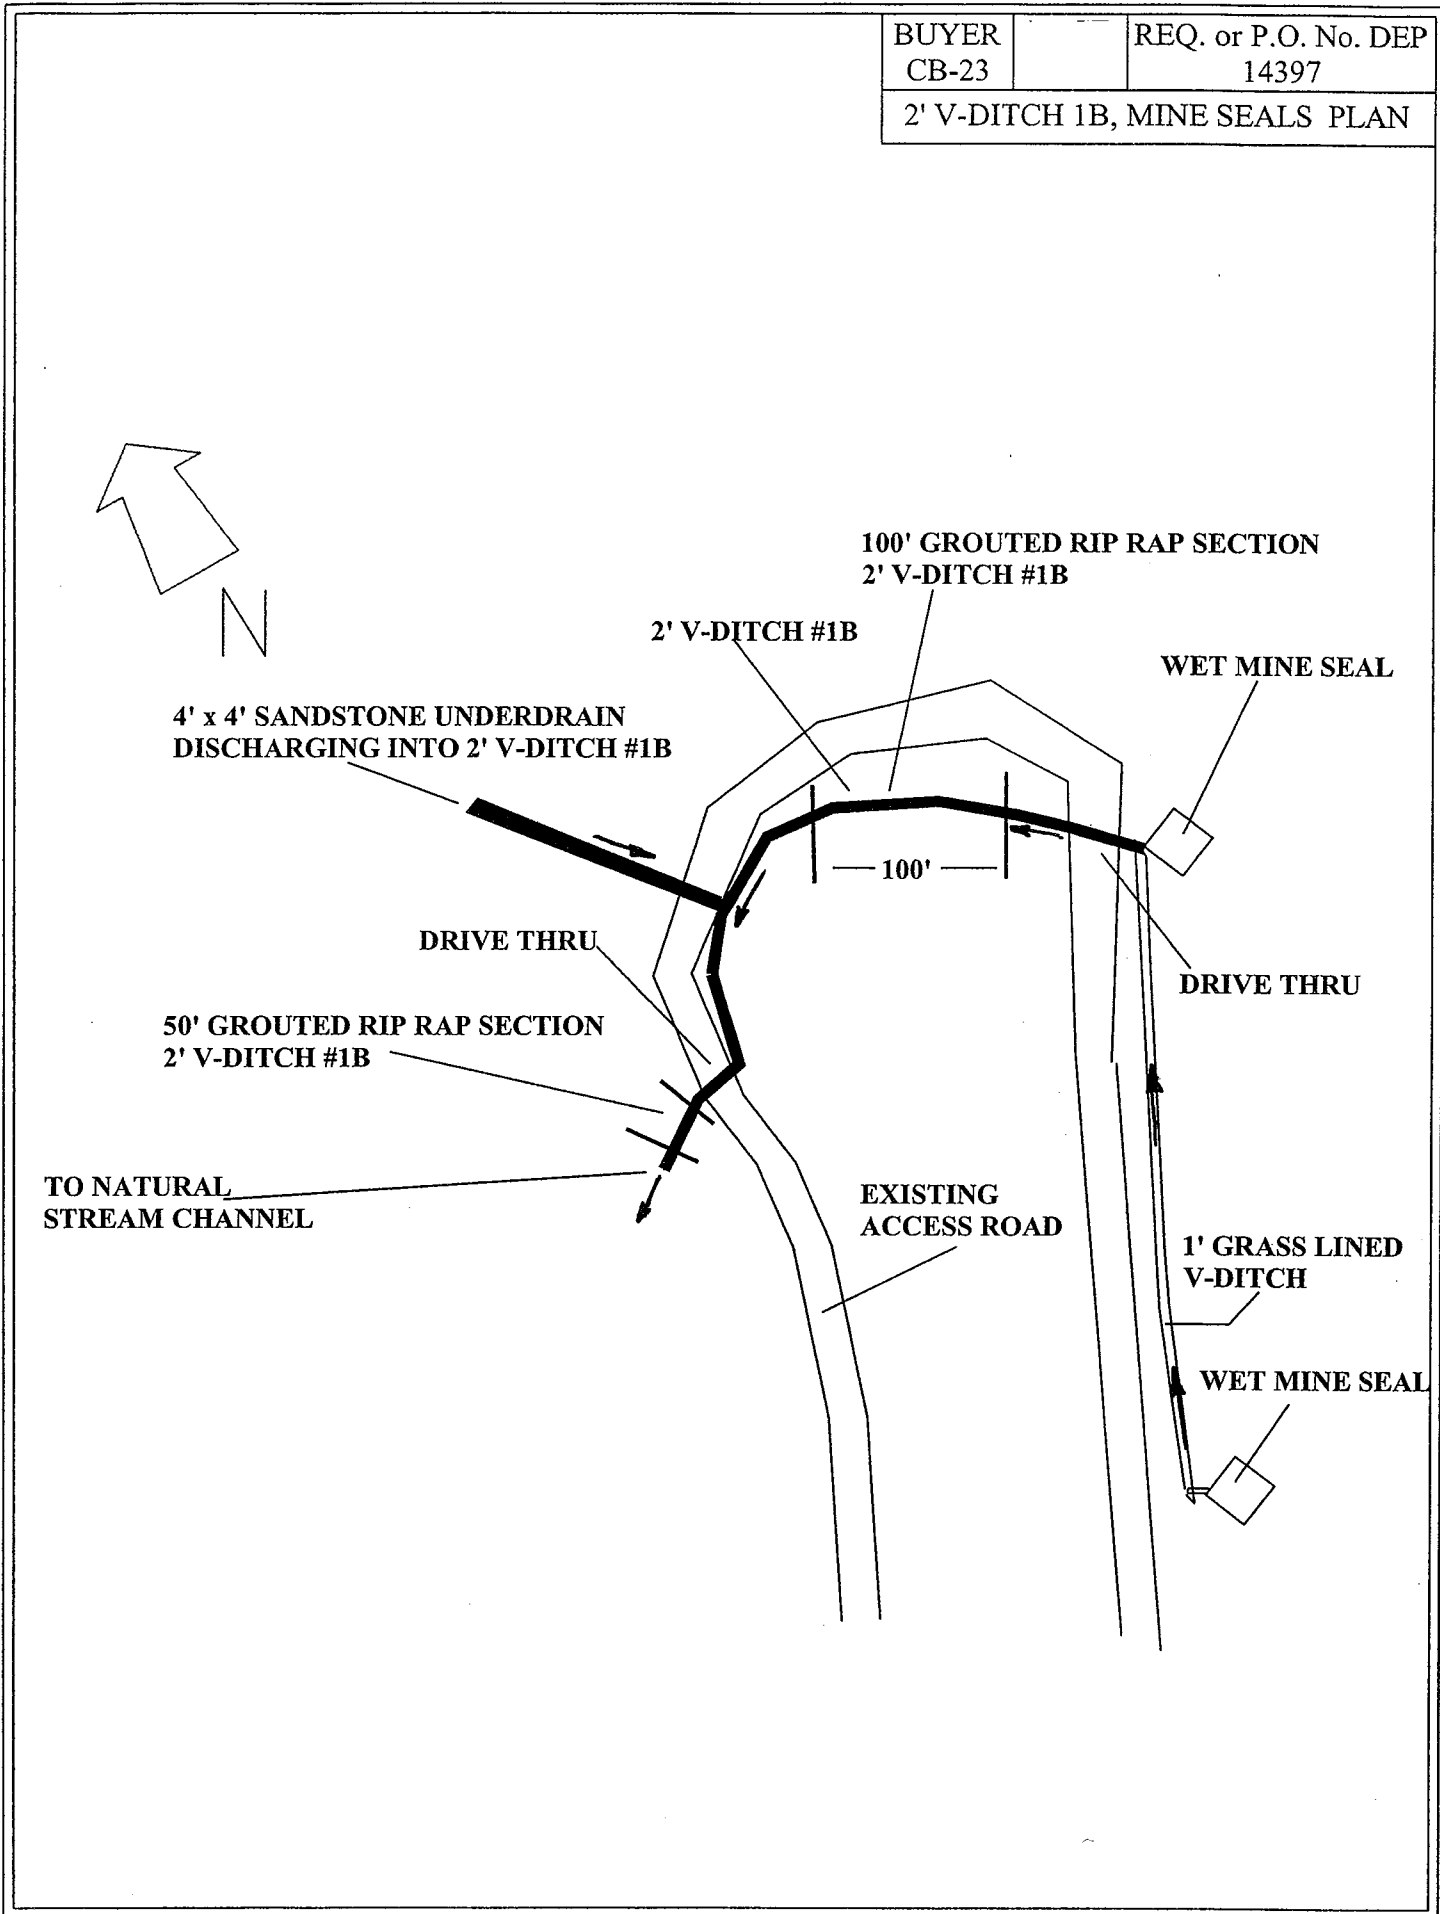 BUYER
CB-23
REQ. or P.O. No. DEP
14397
2' V-DITCH 1B, MINE SEALS PLAN
N
100' GROUTED RIP RAP SECTION
2' V-DITCH #1B
2' V-DITCH #1B
WET MINE SEAL
4' x 4' SANDSTONE UNDERDRAIN
DISCHARGING INTO 2' V-DITCH #1B
100'
DRIVE THRU
DRIVE THRU
50' GROUTED RIP RAP SECTION
2' V-DITCH #1B
TO NATURAL
STREAM CHANNEL
EXISTING
ACCESS ROAD
1' GRASS LINED
V-DITCH
WET MINE SEAL